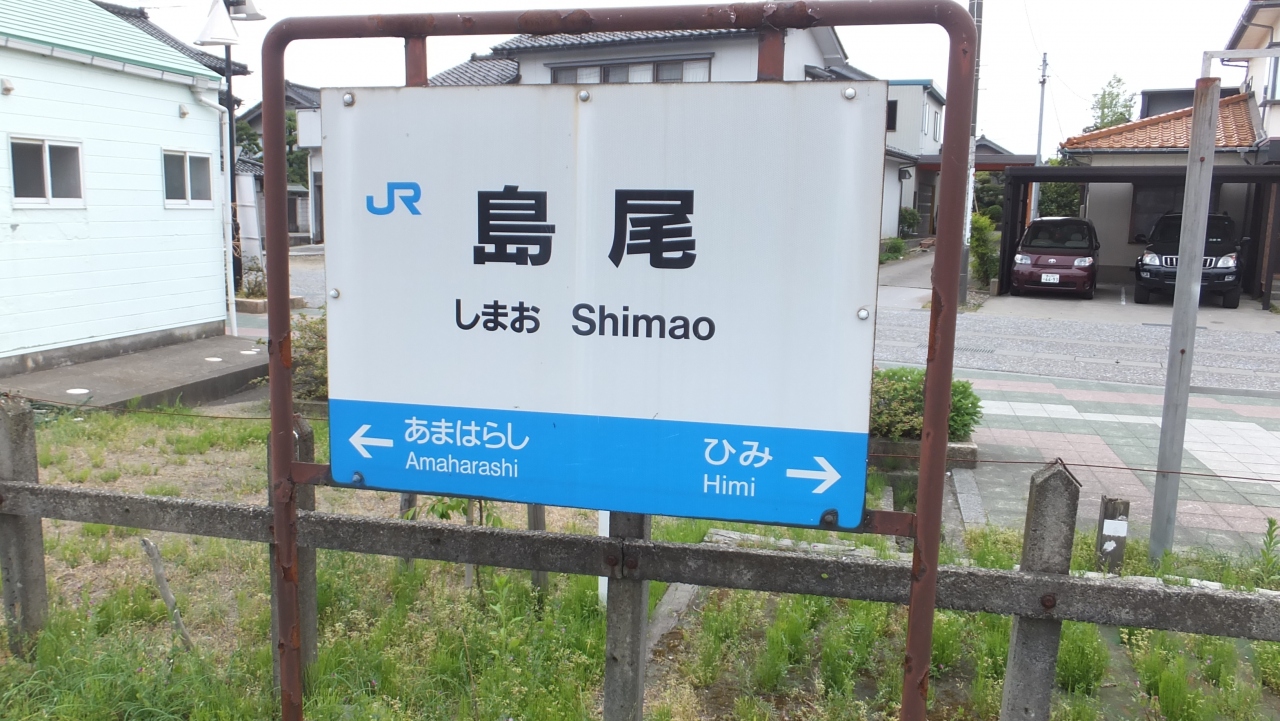 JR
島尾
しまお Shimao
← あまはらし
Amaharashi
ひみ →
Himi